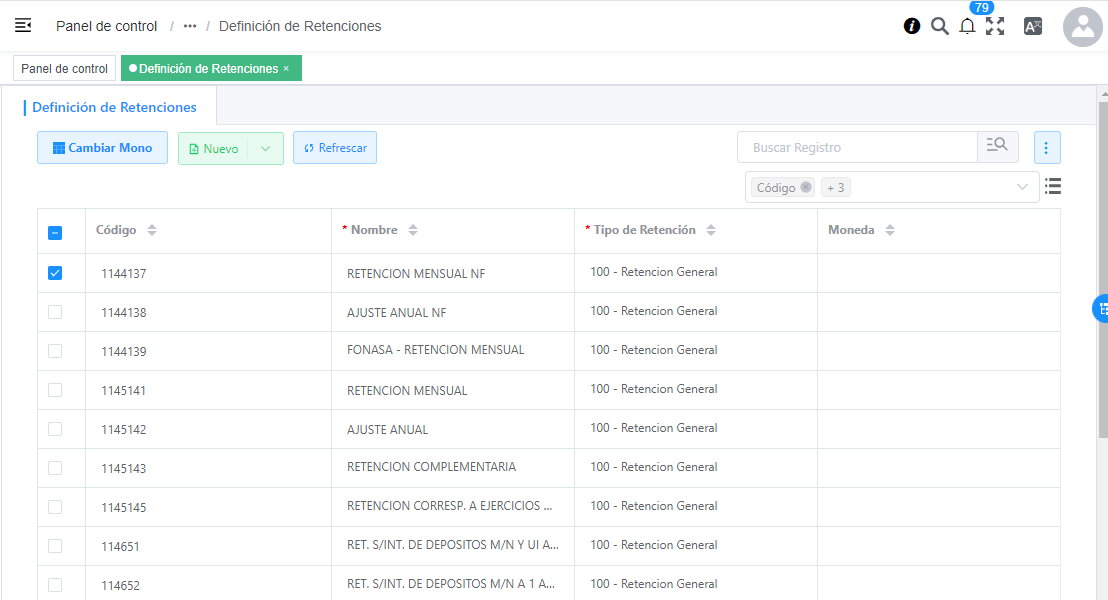 79
Panel de control / ••• / Definición de Retenciones
Panel de control Definición de Retenciones ×
Definición de Retenciones
Cambiar Mono Nuevo Refrescar Buscar Registro
Código + 3
Código * Nombre * Tipo de Retención Moneda
1144137 RETENCION MENSUAL NF 100 - Retencion General
1144138 AJUSTE ANUAL NF 100 - Retencion General
1144139 FONASA - RETENCION MENSUAL 100 - Retencion General
1145141 RETENCION MENSUAL 100 - Retencion General
1145142 AJUSTE ANUAL 100 - Retencion General
1145143 RETENCION COMPLEMENTARIA 100 - Retencion General
1145145 RETENCION CORRESP. A EJERCICIOS ... 100 - Retencion General
114651 RET. S/INT. DE DEPOSITOS M/N Y UI A... 100 - Retencion General
114652 RET. S/INT. DE DEPOSITOS M/N A 1 A... 100 - Retencion General